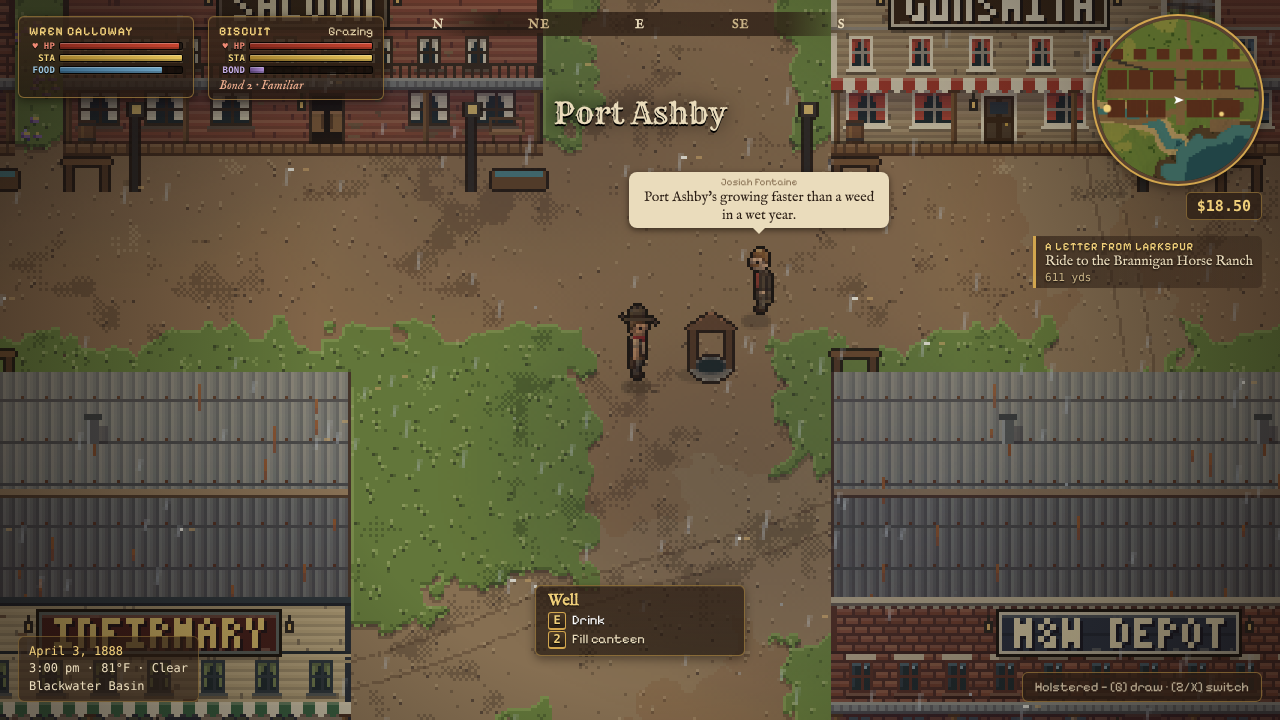 SALOON
GUNSMITH
N NE E SE S
WREN CALLOWAY
♥ HP
STA
FOOD
BISCUIT Grazing
♥ HP
STA
BOND
Bond 2 · Familiar
Port Ashby
Josiah Fontaine
Port Ashby's growing faster than a weed
in a wet year.
$18.50
A LETTER FROM LARKSPUR
Ride to the Brannigan Horse Ranch
611 yds
Well
E Drink
2 Fill canteen
INFIRMARY
M&M DEPOT
April 3, 1888
3:00 pm · 81°F · Clear
Blackwater Basin
Holstered - [G] draw · [Z/X] switch